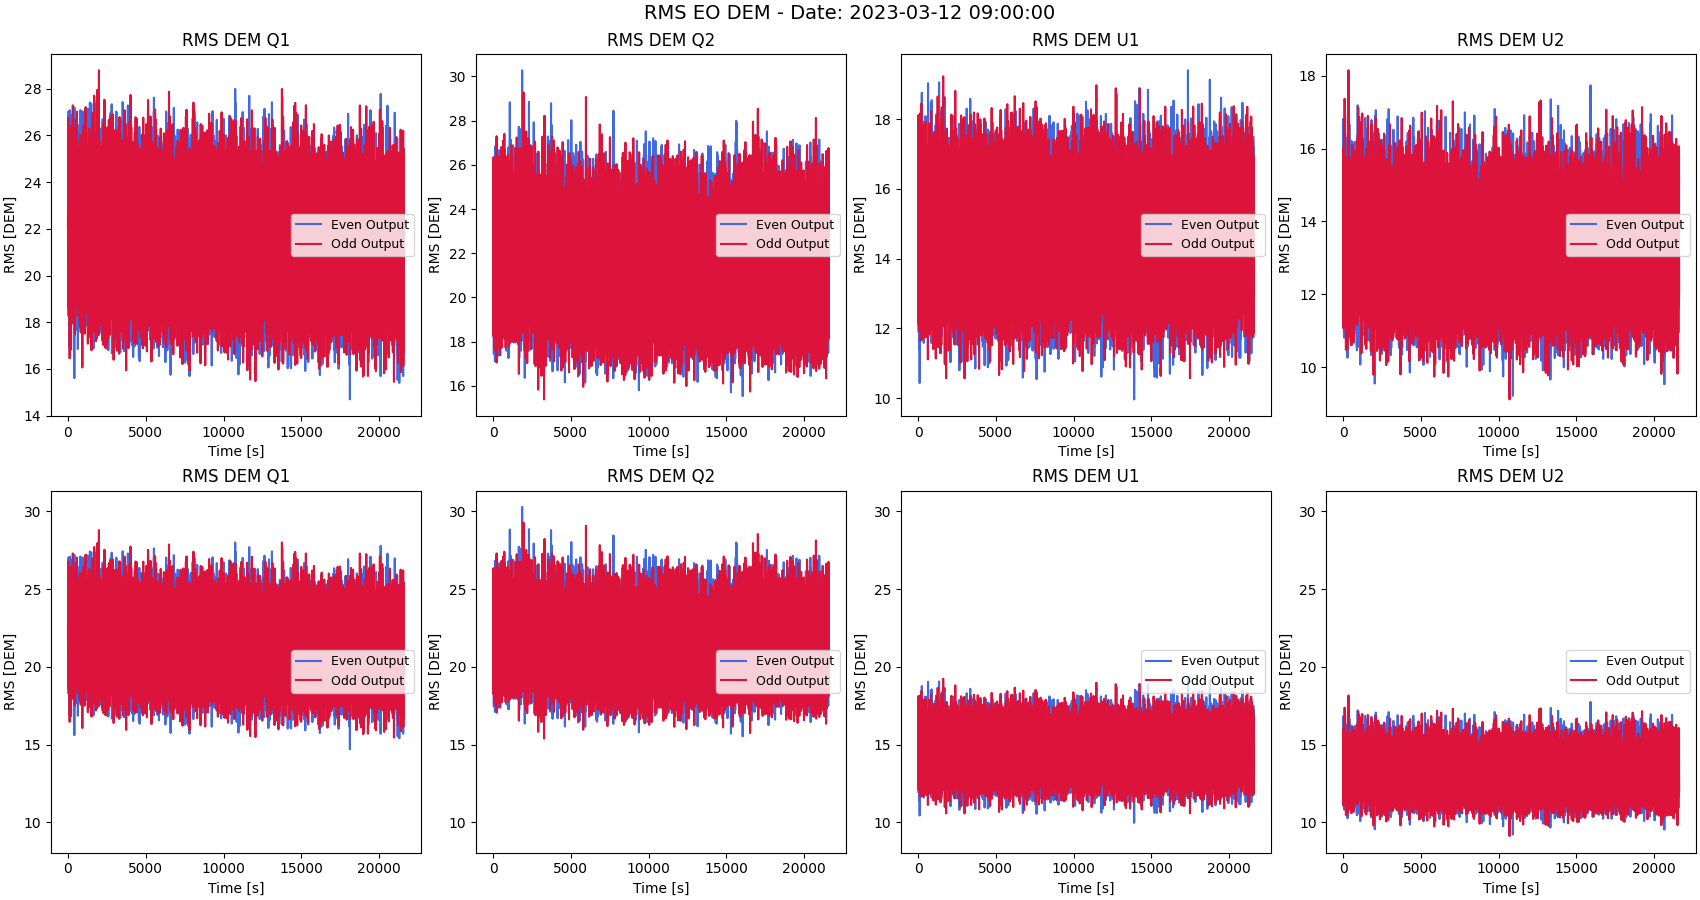 RMS EO DEM - Date: 2023-03-12 09:00:00
RMS DEM Q1
RMS [DEM]
28
26
24
22
20
18
16
14
Even Output
Odd Output
0 5000 10000 15000 20000
Time [s]
RMS DEM Q2
RMS [DEM]
30
28
26
24
22
20
18
16
Even Output
Odd Output
0 5000 10000 15000 20000
Time [s]
RMS DEM U1
RMS [DEM]
18
16
14
12
10
Even Output
Odd Output
0 5000 10000 15000 20000
Time [s]
RMS DEM U2
RMS [DEM]
18
16
14
12
10
Even Output
Odd Output
0 5000 10000 15000 20000
Time [s]
RMS DEM Q1
RMS [DEM]
30
25
20
15
10
Even Output
Odd Output
0 5000 10000 15000 20000
Time [s]
RMS DEM Q2
RMS [DEM]
30
25
20
15
10
Even Output
Odd Output
0 5000 10000 15000 20000
Time [s]
RMS DEM U1
RMS [DEM]
30
25
20
15
10
Even Output
Odd Output
0 5000 10000 15000 20000
Time [s]
RMS DEM U2
RMS [DEM]
30
25
20
15
10
Even Output
Odd Output
0 5000 10000 15000 20000
Time [s]